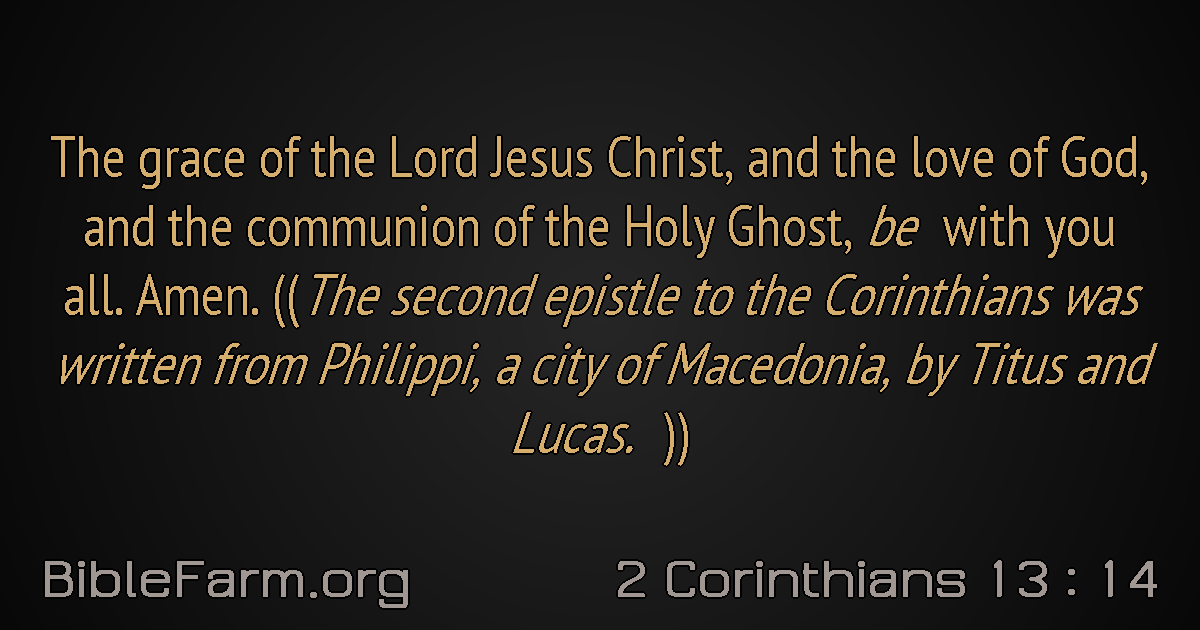 The grace of the Lord Jesus Christ, and the love of God,
and the communion of the Holy Ghost, be with you
all. Amen. ((The second epistle to the Corinthians was
written from Philippi, a city of Macedonia, by Titus and
Lucas. ))
BibleFarm.org
2 Corinthians 13 : 14